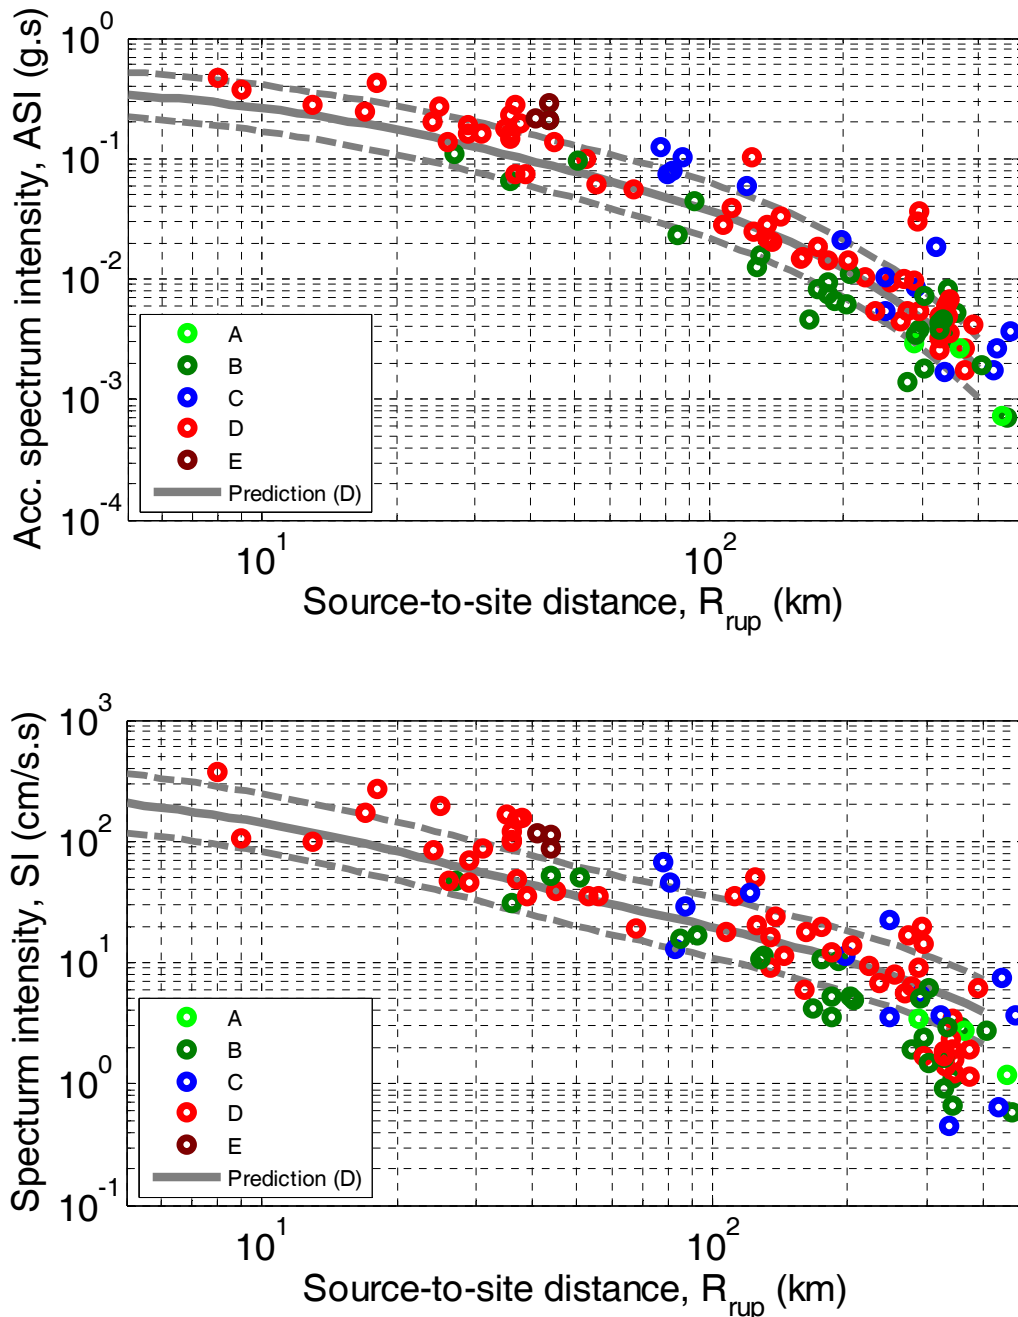 Acc. spectrum intensity, ASI (g.s)
10^0
10^-1
10^-2
10^-3
10^-4
A
B
C
D
E
Prediction (D)
10^1
10^2
Source-to-site distance, R_rup (km)
Specturm intensity, SI (cm/s.s)
10^3
10^2
10^1
10^0
10^-1
A
B
C
D
E
Prediction (D)
10^1
10^2
Source-to-site distance, R_rup (km)